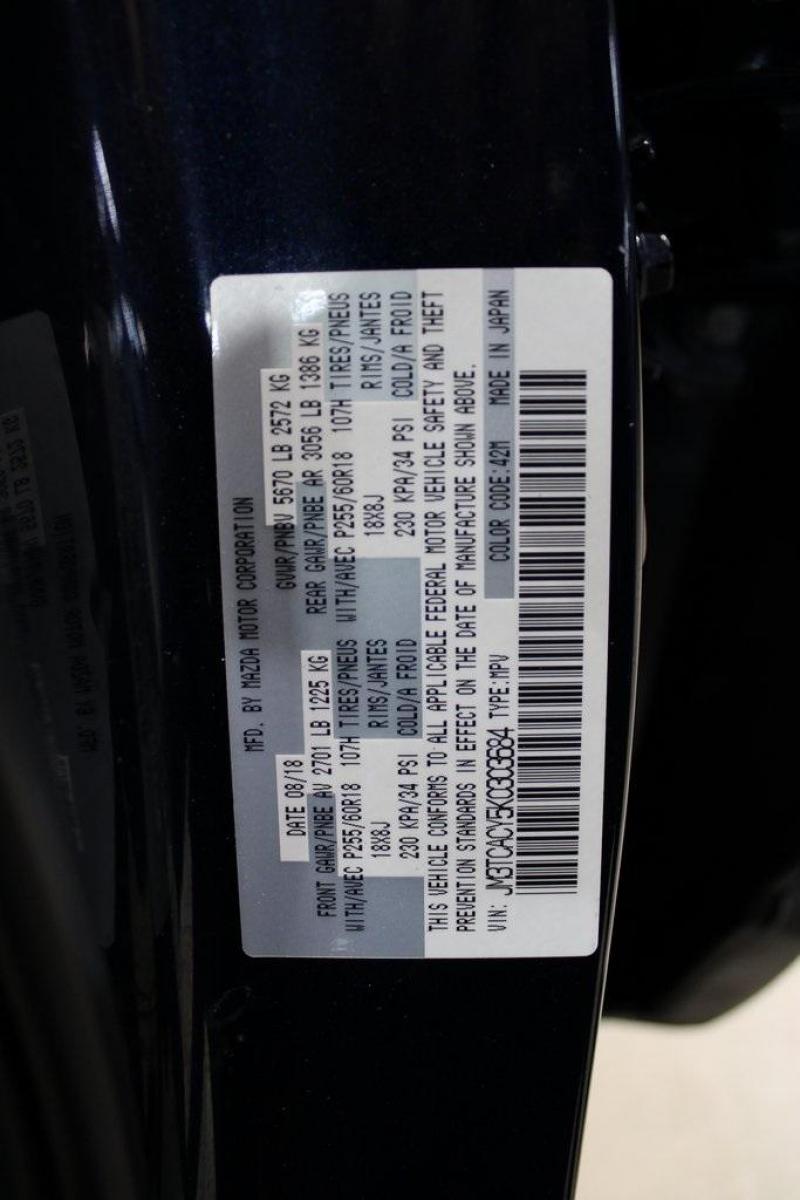 MFD. BY MAZDA MOTOR CORPORATION
DATE 08/18 GVWR/PNBV 5670 LB 2572 KG
FRONT GAWR/PNBE AV 2701 LB 1225 KG REAR GAWR/PNBE AR 3056 LB 1386 KG
WITH/AVEC P255/60R18 107H TIRES/PNEUS WITH/AVEC P255/60R18 107H TIRES/PNEUS
18X8J RIMS/JANTES 18X8J RIMS/JANTES
230 KPA/34 PSI COLD/A FROID 230 KPA/34 PSI COLD/A FROID
THIS VEHICLE CONFORMS TO ALL APPLICABLE FEDERAL MOTOR VEHICLE SAFETY AND THEFT
PREVENTION STANDARDS IN EFFECT ON THE DATE OF MANUFACTURE SHOWN ABOVE.
VIN: JM3TCACY5K0303684 TYPE:MPV COLOR CODE:42M MADE IN JAPAN